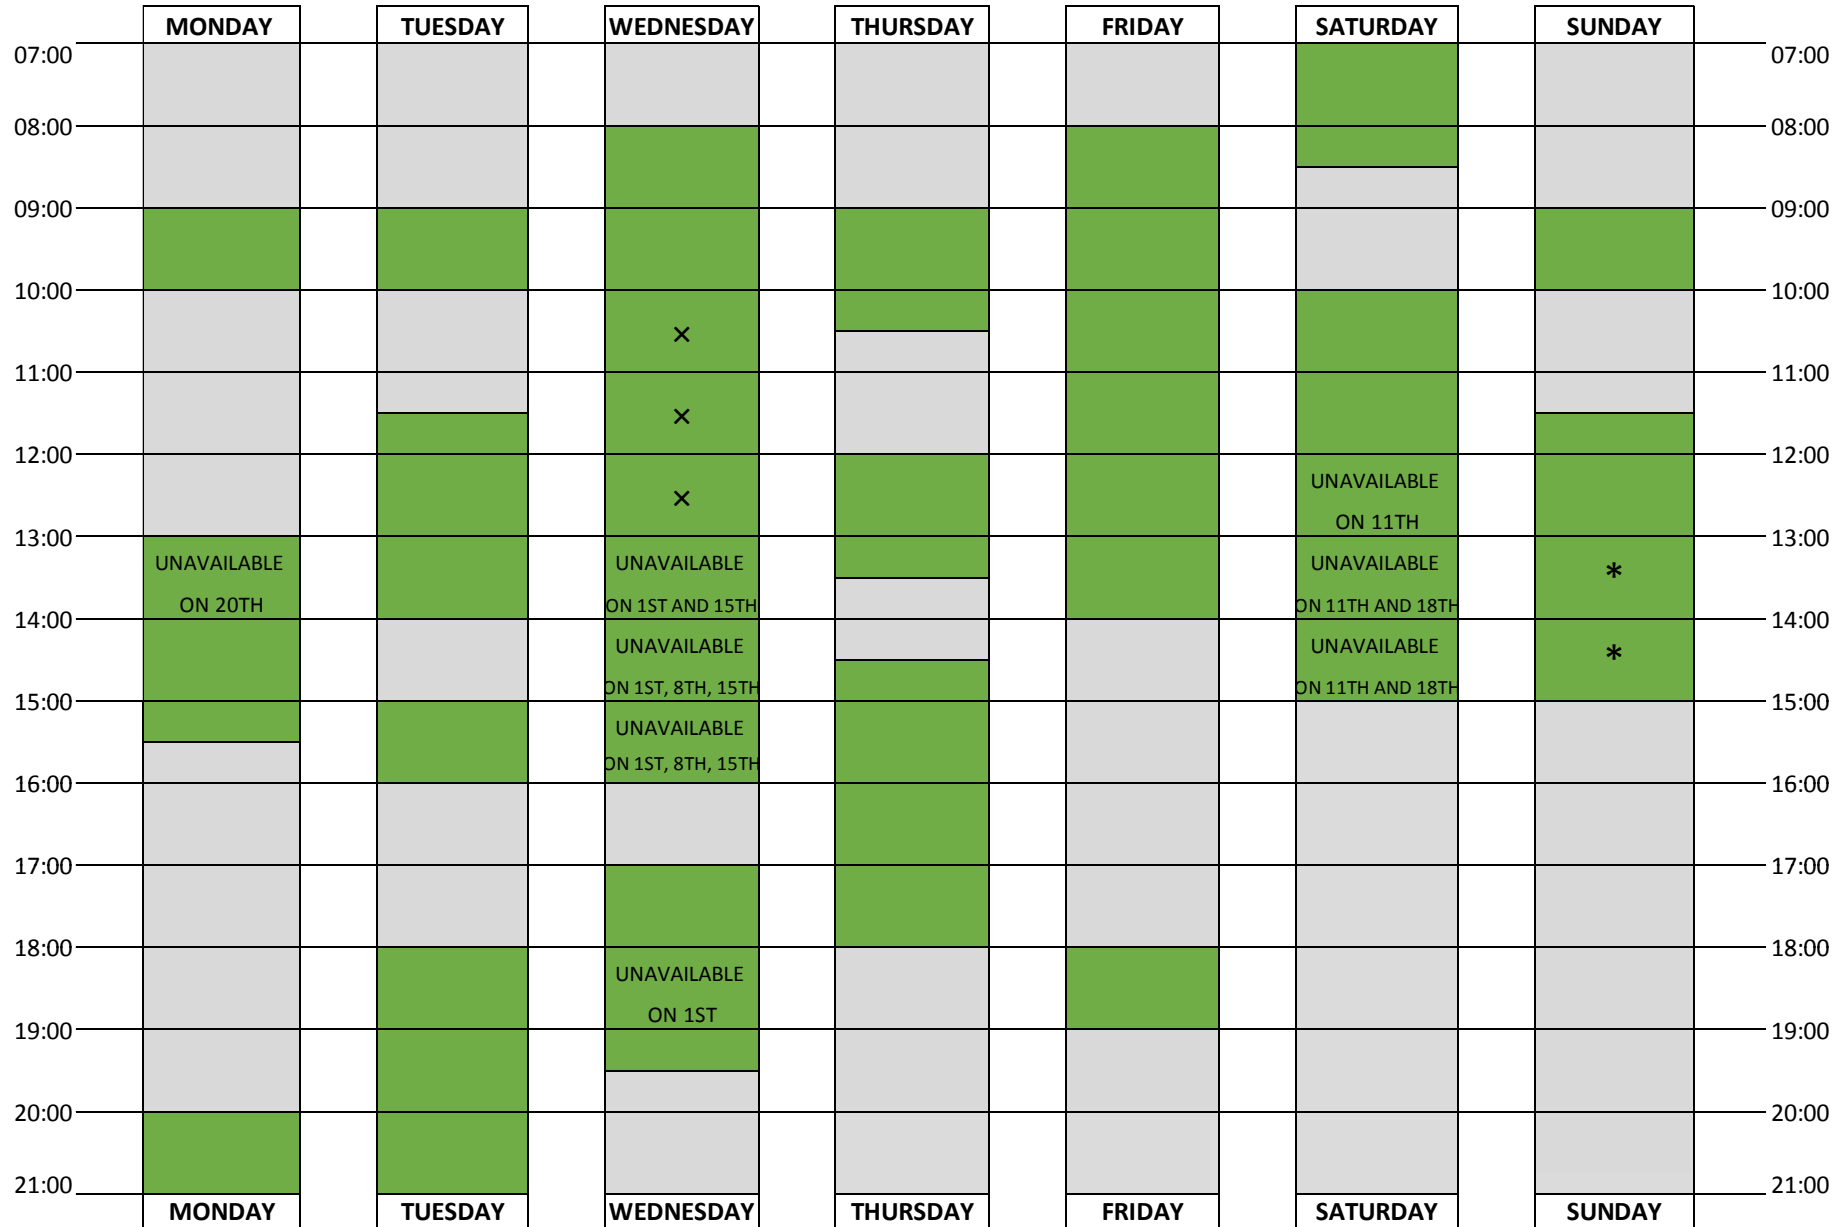 MONDAY TUESDAY WEDNESDAY THURSDAY FRIDAY SATURDAY SUNDAY
07:00 07:00
08:00 08:00
09:00 09:00
10:00 10:00
×
11:00 11:00
×
12:00 12:00
UNAVAILABLE
×
ON 11TH
13:00 13:00
UNAVAILABLE UNAVAILABLE UNAVAILABLE *
ON 20TH ON 1ST AND 15TH ON 11TH AND 18TH
14:00 14:00
UNAVAILABLE UNAVAILABLE *
ON 1ST, 8TH, 15TH ON 11TH AND 18TH
15:00 15:00
UNAVAILABLE
ON 1ST, 8TH, 15TH
16:00 16:00
17:00 17:00
18:00 18:00
UNAVAILABLE
ON 1ST
19:00 19:00
20:00 20:00
21:00 21:00
MONDAY TUESDAY WEDNESDAY THURSDAY FRIDAY SATURDAY SUNDAY